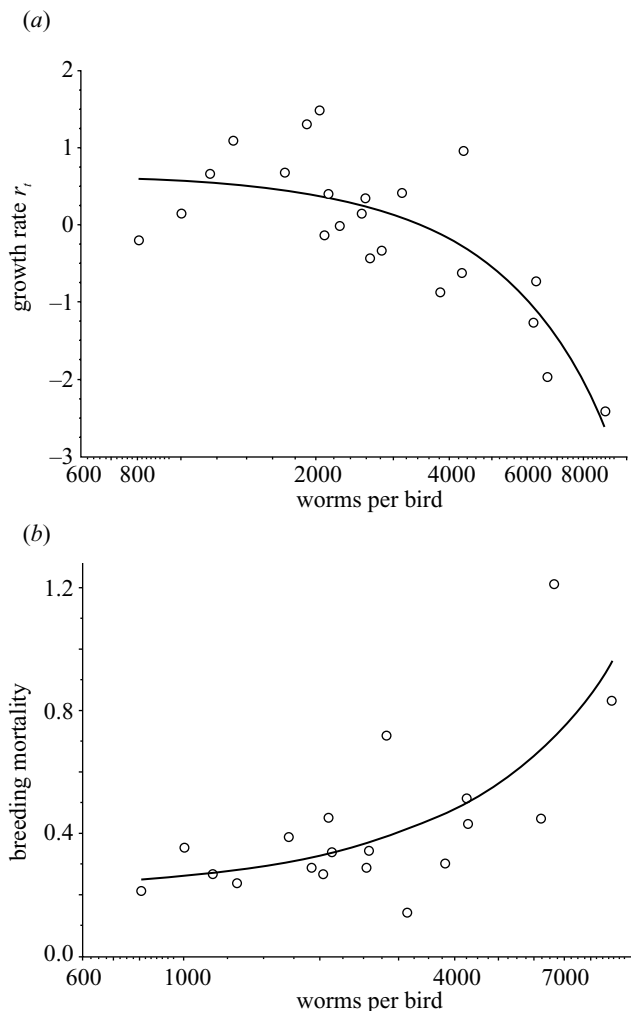 (a)
2
1
0
–1
–2
–3
growth rate r_t
600 800 2000 4000 6000 8000
worms per bird
(b)
1.2
0.8
0.4
0.0
breeding mortality
600 1000 4000 7000
worms per bird